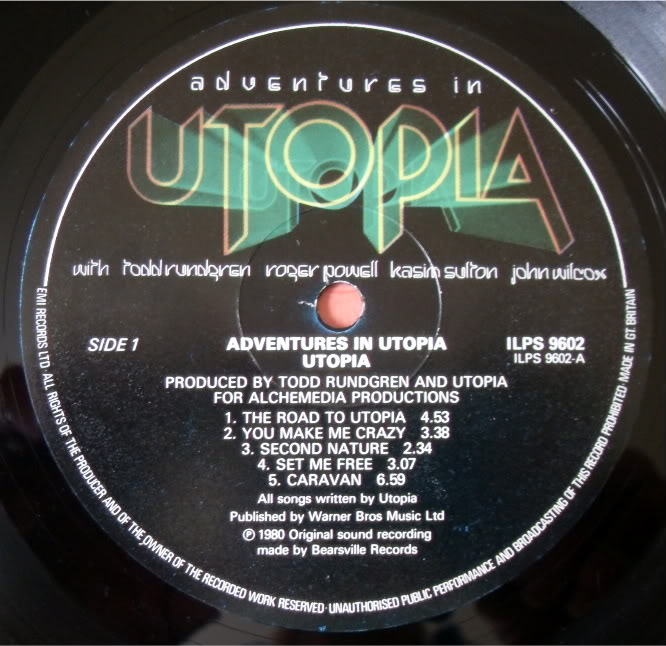 adventures in
UTOPIA
with todd rundgren roger powell kasim sulton john wilcox
SIDE 1
ADVENTURES IN UTOPIA
UTOPIA
ILPS 9602
ILPS 9602-A
PRODUCED BY TODD RUNDGREN AND UTOPIA
FOR ALCHEMEDIA PRODUCTIONS
1. THE ROAD TO UTOPIA 4.53
2. YOU MAKE ME CRAZY 3.38
3. SECOND NATURE 2.34
4. SET ME FREE 3.07
5. CARAVAN 6.59
All songs written by Utopia
Published by Warner Bros Music Ltd
℗ 1980 Original sound recording
made by Bearsville Records
EMI RECORDS LTD·ALL RIGHTS OF THE PRODUCER AND OF THE OWNER OF THE RECORDED WORK RESERVED·UNAUTHORISED PUBLIC PERFORMANCE AND BROADCASTING OF THIS RECORD PROHIBITED·MADE IN GT. BRITAIN